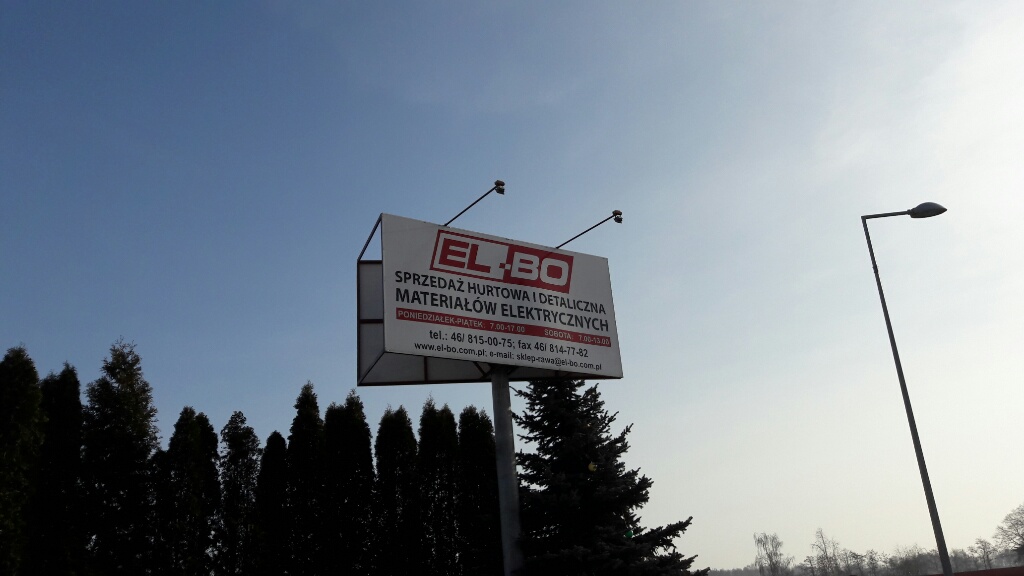 EL-BO
SPRZEDAŻ HURTOWA I DETALICZNA
MATERIAŁÓW ELEKTRYCZNYCH
PONIEDZIAŁEK-PIĄTEK: 7.00-17.00 SOBOTA: 7.00-13.00
tel.: 46/ 815-00-75; fax 46/ 814-77-82
www.el-bo.com.pl; e-mail: sklep-rawa@el-bo.com.pl